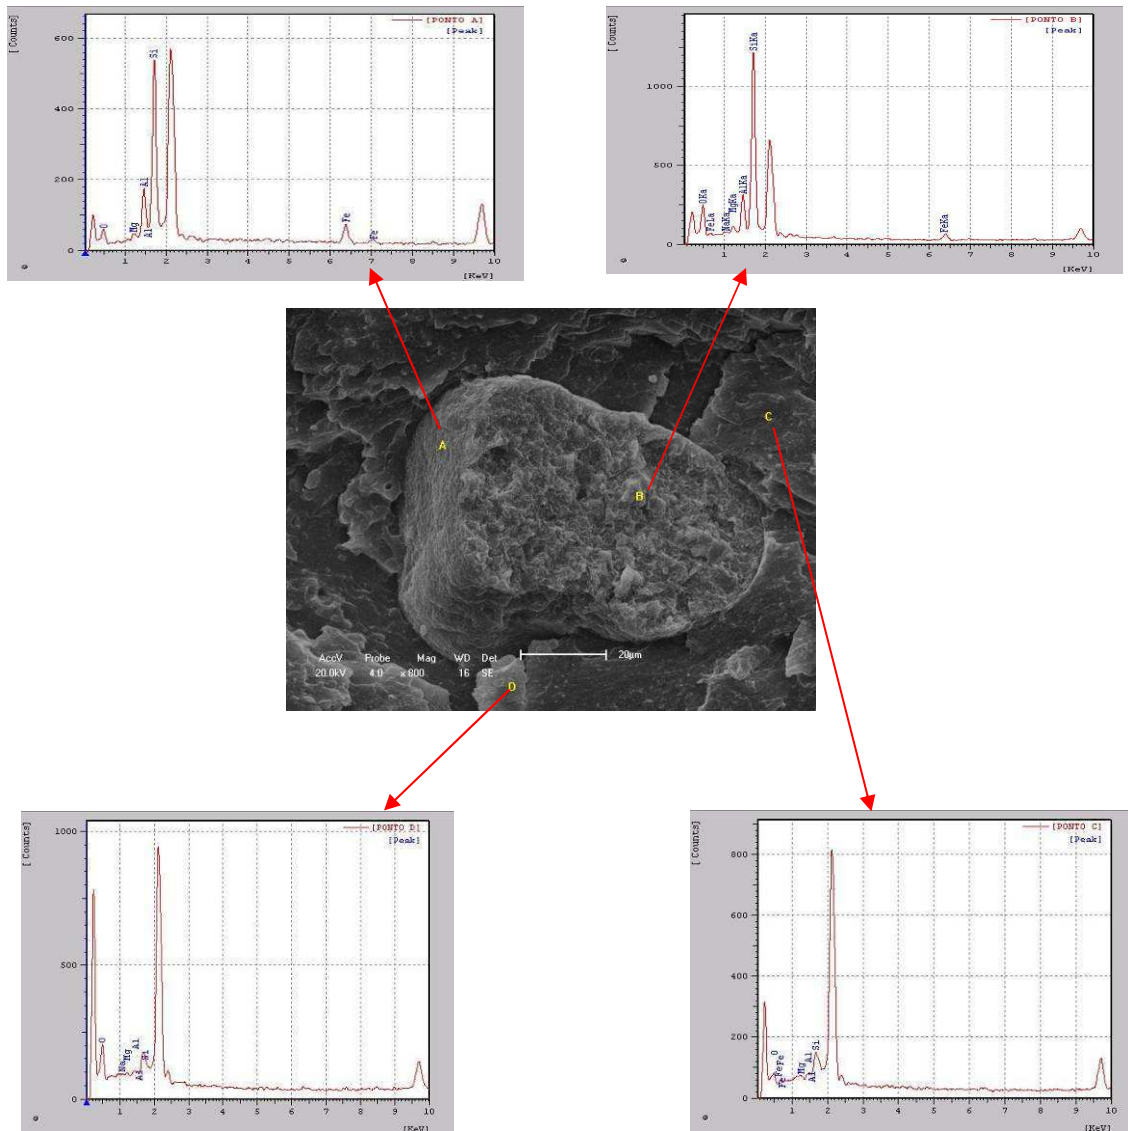 [PONTO A]
[Peak]
[ Counts]
600
400
200
0
O
Mg
Al
Al
Si
Fe
Fe
1 2 3 4 5 6 7 8 9 10
[KeV]
[PONTO B]
[Peak]
[ Counts]
1000
500
0
OKa
FeLa
NaKa
MgKa
AlKa
SiKa
FeKa
1 2 3 4 5 6 7 8 9 10
[KeV]
A
B
C
D
AccV Probe Mag WD Det
20.0kV 4.0 x 800 16 SE
20µm
[PONTO D]
[Peak]
[ Counts]
1000
500
0
O
Na
Mg
Al
Al
Si
1 2 3 4 5 6 7 8 9 10
[KeV]
[PONTO C]
[Peak]
[ Counts]
800
600
400
200
0
O
Fe
Fe
Fe
Mg
Al
Al
Si
1 2 3 4 5 6 7 8 9 10
[KeV]